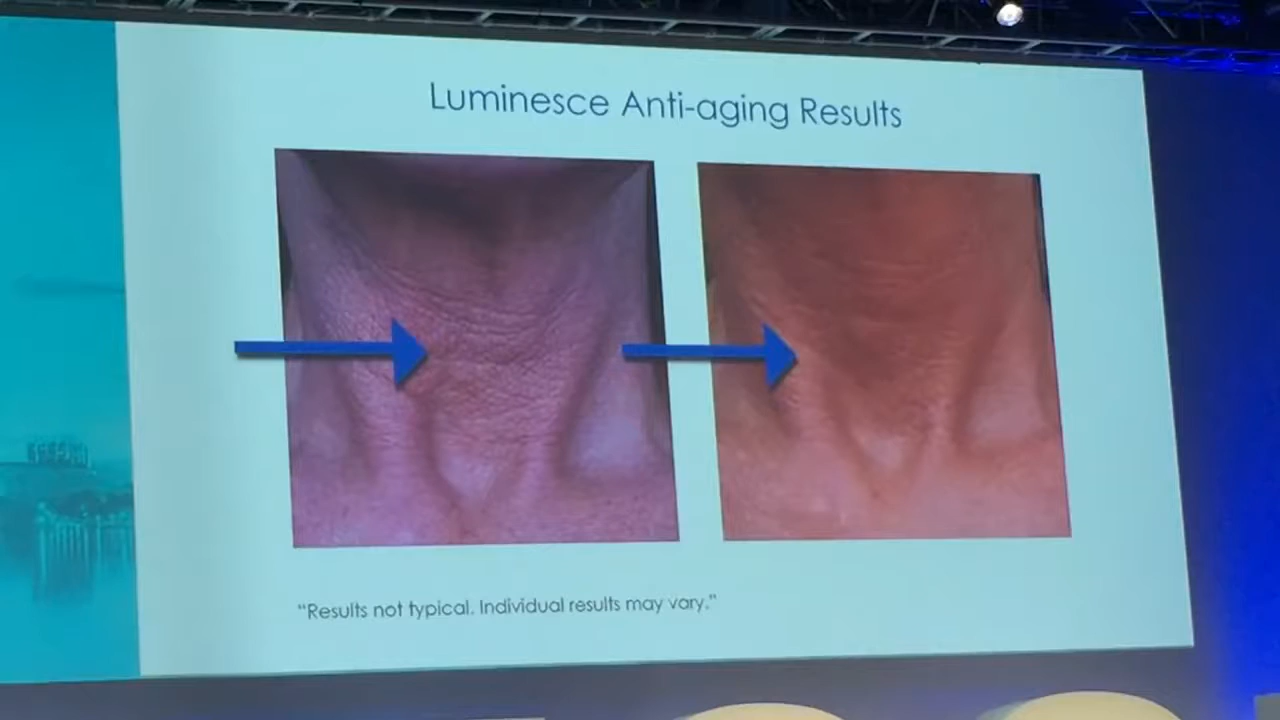 Luminesce Anti-aging Results
"Results not typical. Individual results may vary."